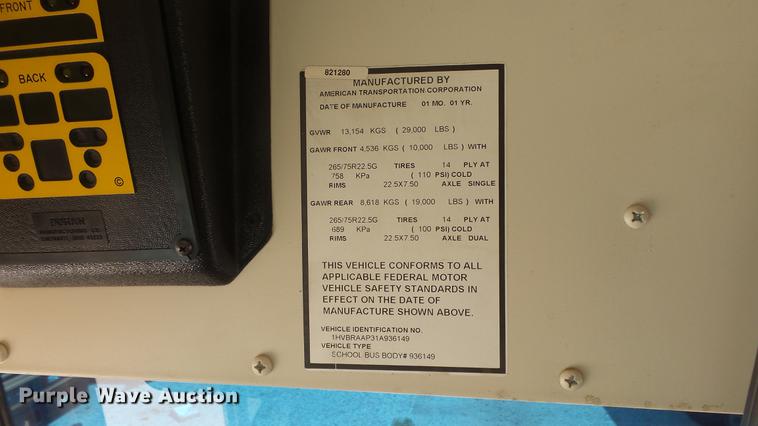 FRONT
BACK
©
821280
MANUFACTURED BY
AMERICAN TRANSPORTATION CORPORATION
DATE OF MANUFACTURE 01 MO. 01 YR.
GVWR 13,154 KGS ( 29,000 LBS )
GAWR FRONT 4,536 KGS ( 10,000 LBS ) WITH
265/75R22.5G TIRES 14 PLY AT
758 KPa ( 110 PSI) COLD
RIMS 22.5X7.50 AXLE SINGLE
GAWR REAR 8,618 KGS ( 19,000 LBS ) WITH
265/75R22.5G TIRES 14 PLY AT
689 KPa ( 100 PSI) COLD
RIMS 22.5X7.50 AXLE DUAL
THIS VEHICLE CONFORMS TO ALL
APPLICABLE FEDERAL MOTOR
VEHICLE SAFETY STANDARDS IN
EFFECT ON THE DATE OF
MANUFACTURE SHOWN ABOVE.
VEHICLE IDENTIFICATION NO.
1HVBRAAP31A936149
VEHICLE TYPE
SCHOOL BUS BODY# 936149
Purple Wave Auction